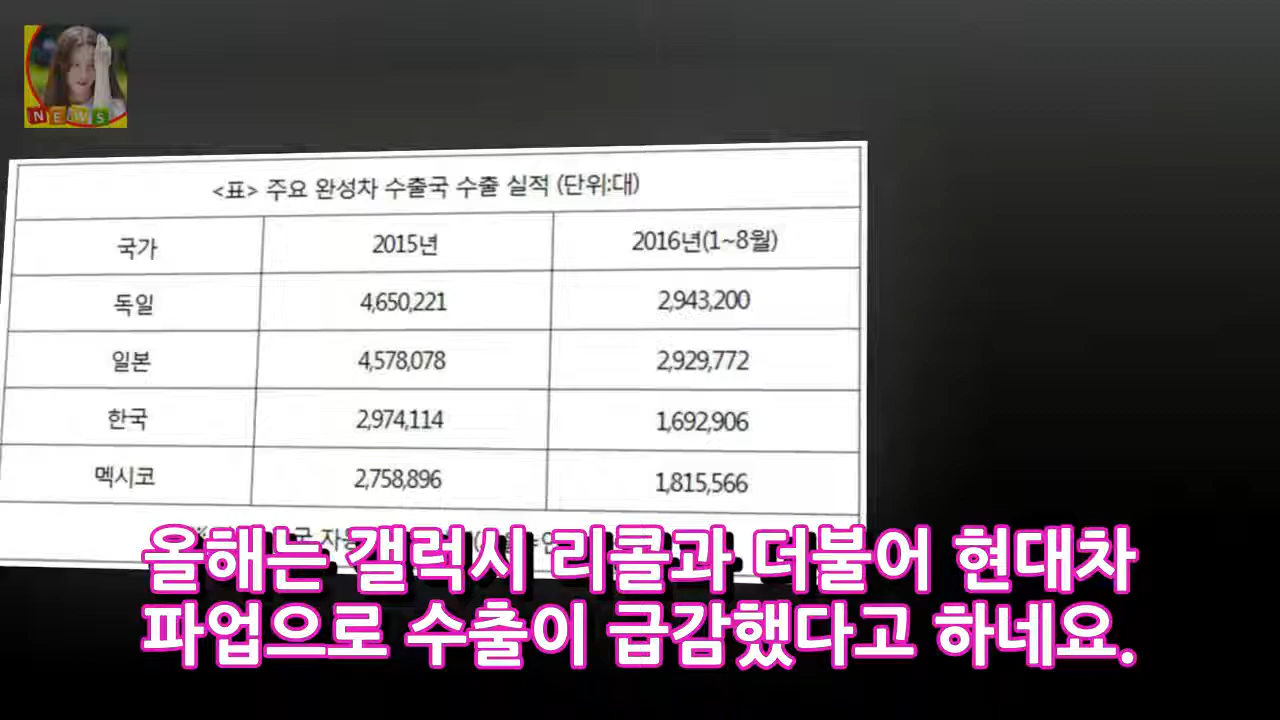 NEWS
<표> 주요 완성차 수출국 수출 실적 (단위:대)
국가 2015년 2016년(1~8월)
독일 4,650,221 2,943,200
일본 4,578,078 2,929,772
한국 2,974,114 1,692,906
멕시코 2,758,896 1,815,566
올해는 갤럭시 리콜과 더불어 현대차
파업으로 수출이 급감했다고 하네요.